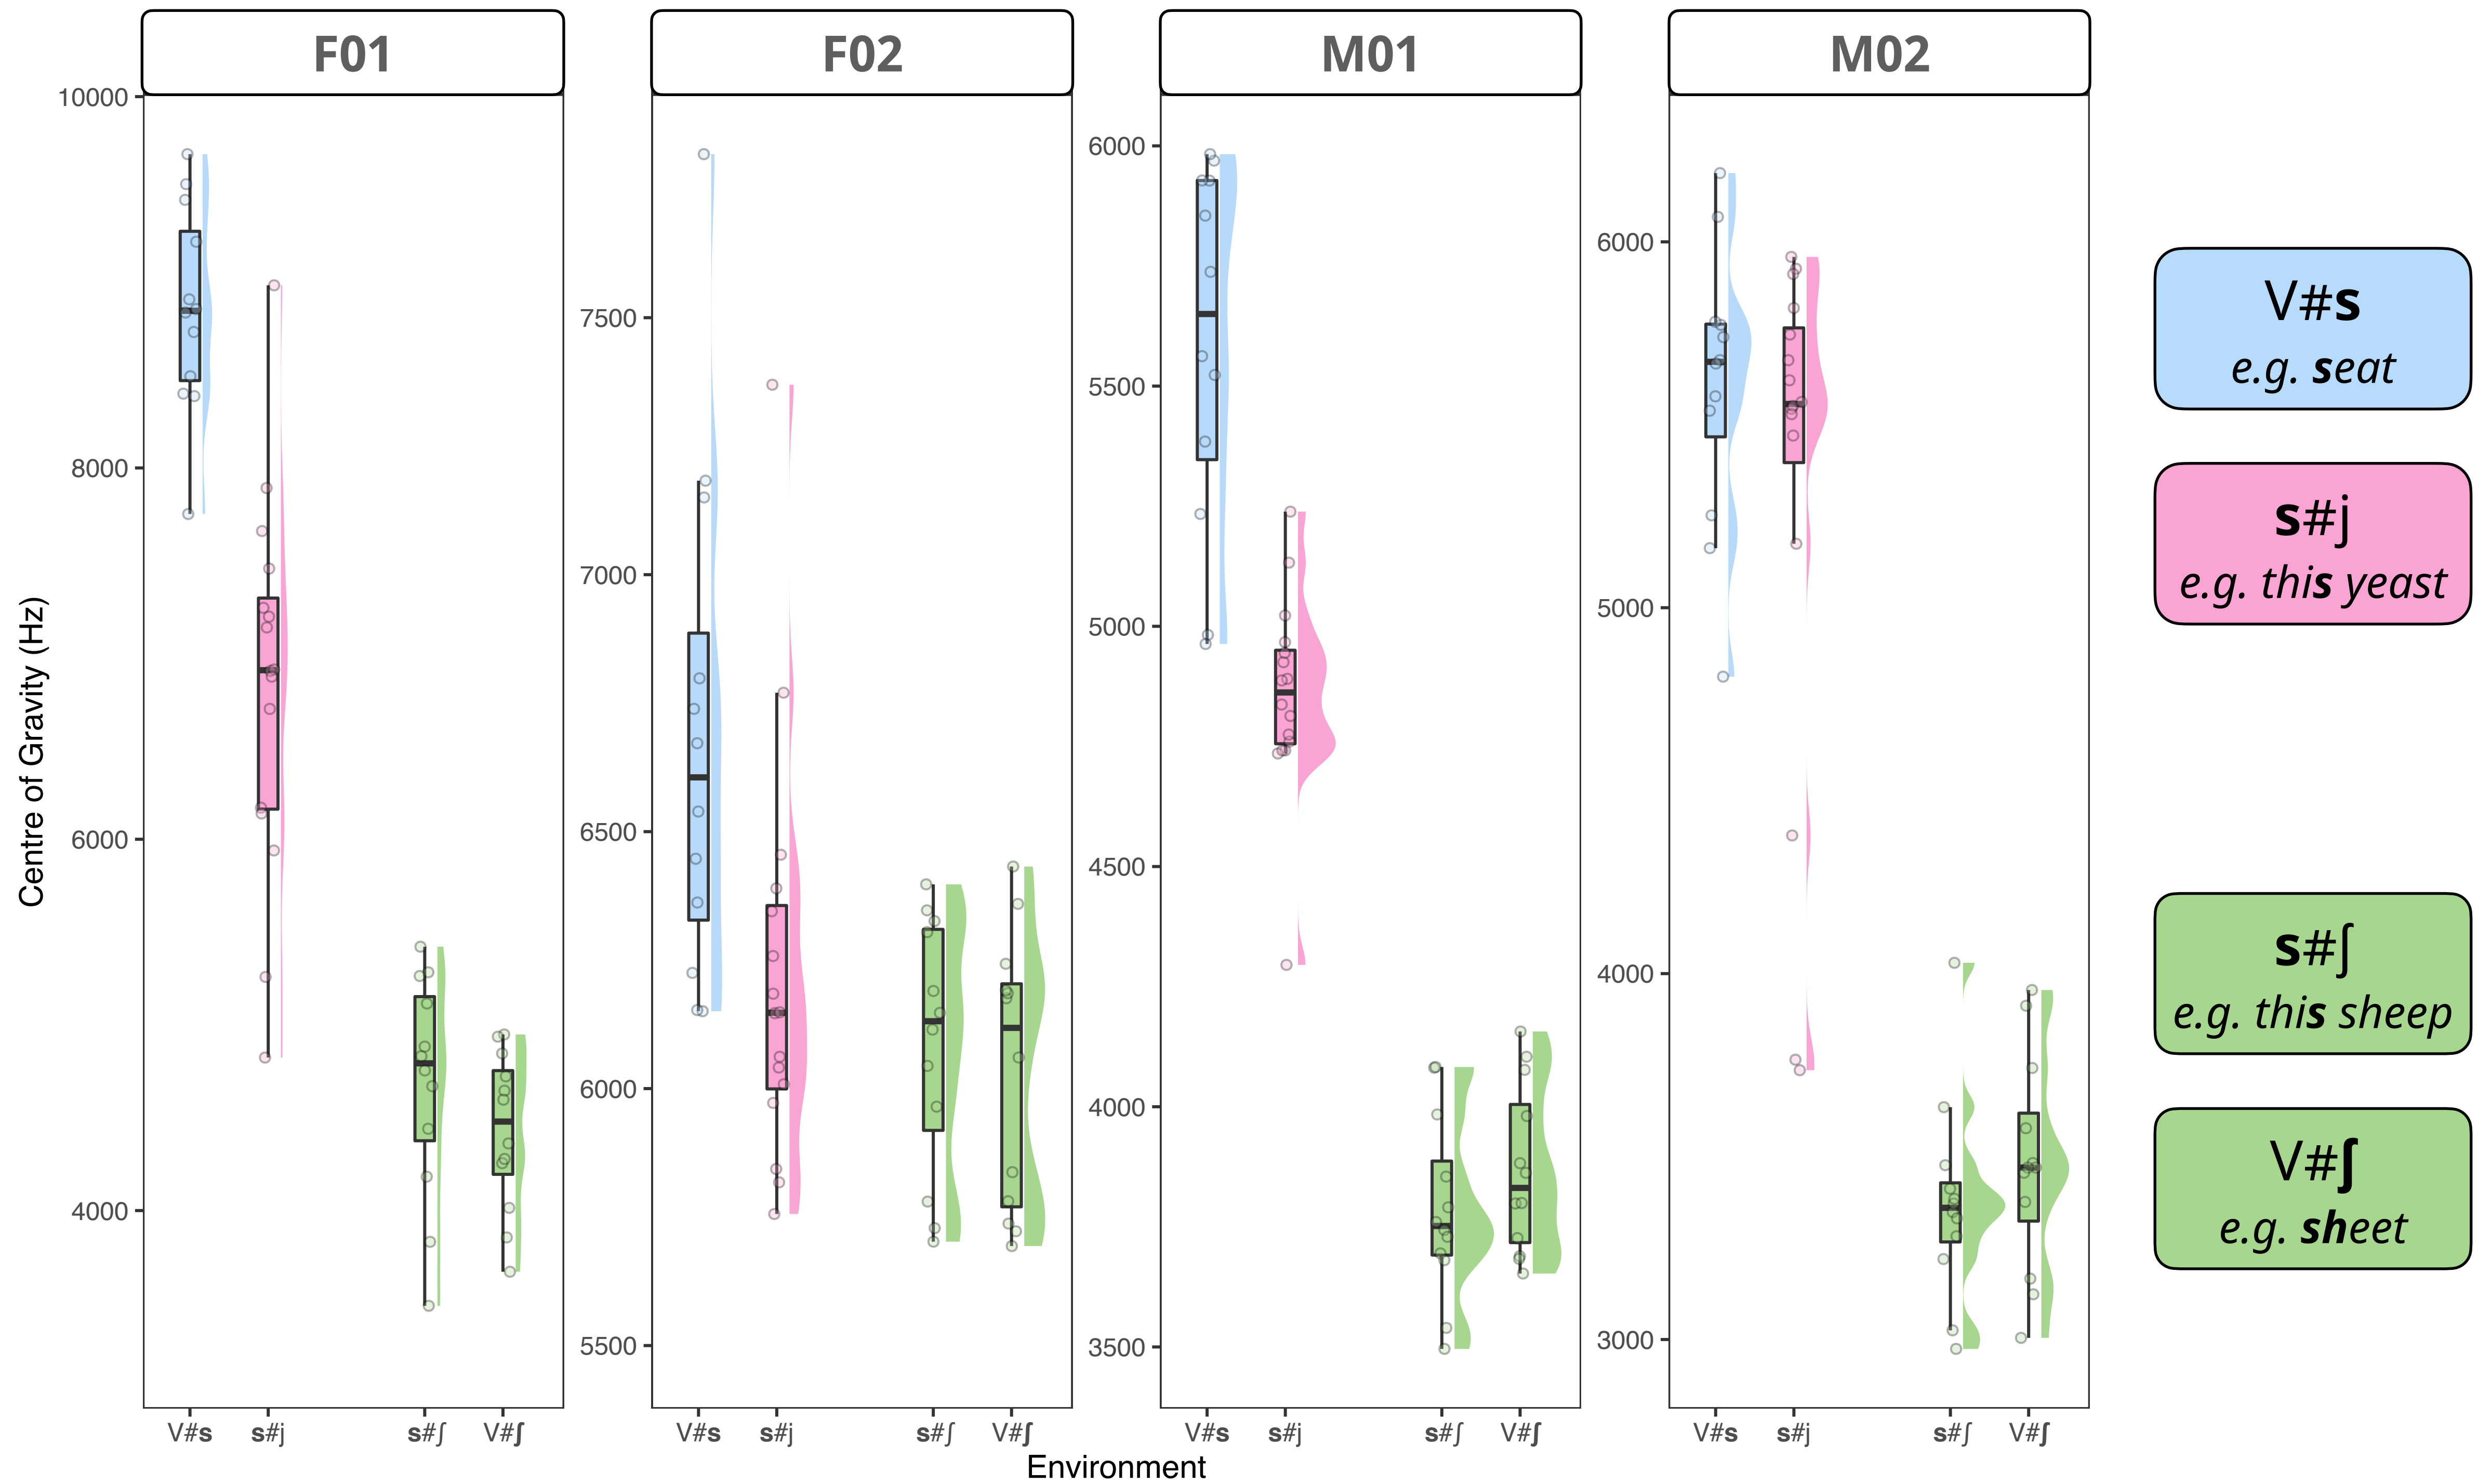 F01
F02
M01
M02
10000
8000
6000
4000
7500
7000
6500
6000
5500
6000
5500
5000
4500
4000
3500
6000
5000
4000
3000
Centre of Gravity (Hz)
V#s s#j s#ʃ V#ʃ
V#s s#j s#ʃ V#ʃ
V#s s#j s#ʃ V#ʃ
V#s s#j s#ʃ V#ʃ
Environment
V#s
e.g. seat
s#j
e.g. this yeast
s#ʃ
e.g. this sheep
V#ʃ
e.g. sheet